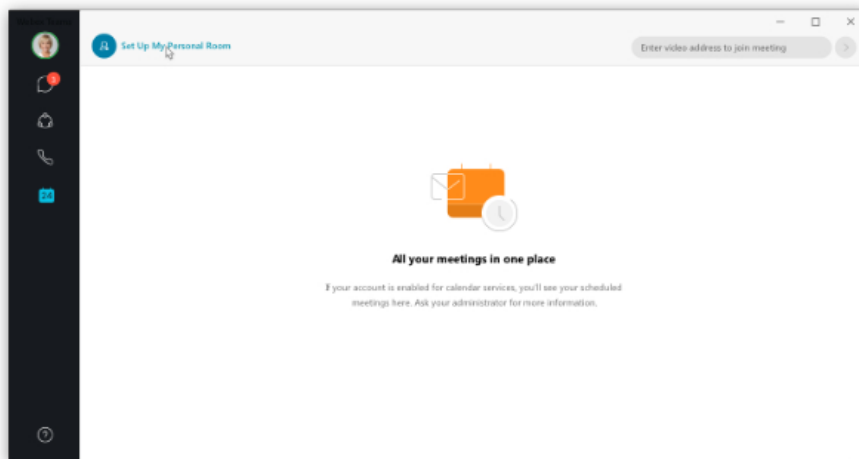 Set Up My Personal Room
Enter video address to join meeting
3
24
All your meetings in one place
If your account is enabled for calendar services, you'll see your scheduled
meetings here. Ask your administrator for more information.
?